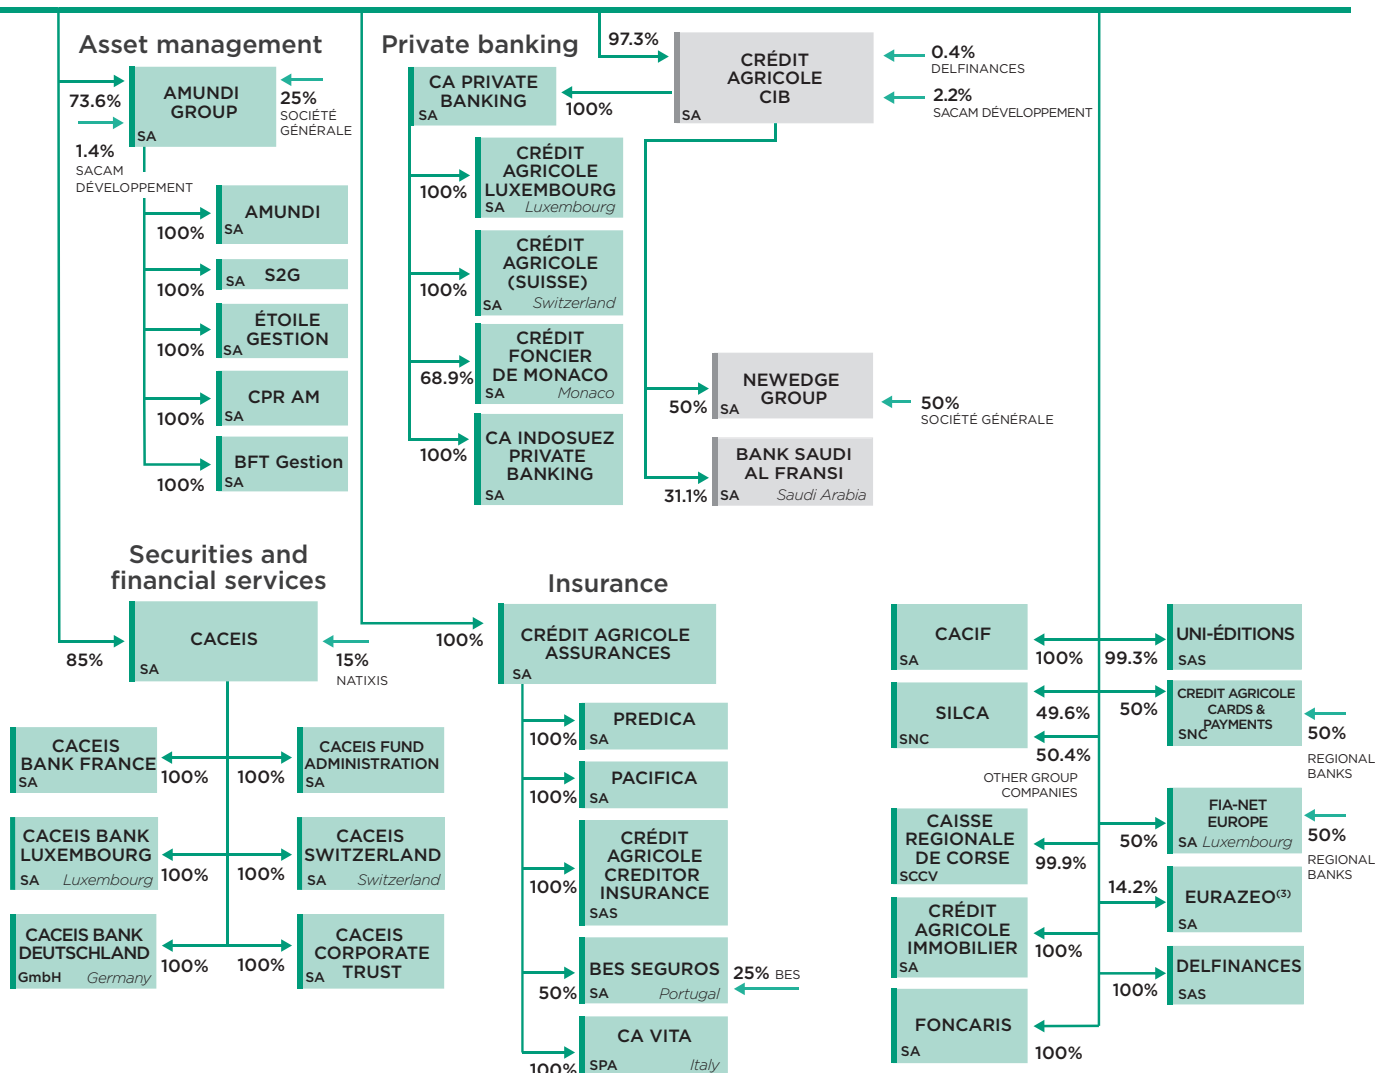 Asset management
73.6%
AMUNDI
GROUP
SA
25%
SOCIÉTÉ
GÉNÉRALE
1.4%
SACAM
DÉVELOPPEMENT
100%
AMUNDI
SA
100%
S2G
SA
100%
ÉTOILE
GESTION
SA
100%
CPR AM
SA
100%
BFT Gestion
SA
Private banking
CA PRIVATE
BANKING
SA
100%
97.3%
CRÉDIT
AGRICOLE
CIB
SA
0.4%
DELFINANCES
2.2%
SACAM DÉVELOPPEMENT
100%
CRÉDIT
AGRICOLE
LUXEMBOURG
SA Luxembourg
100%
CRÉDIT
AGRICOLE
(SUISSE)
SA Switzerland
68.9%
CRÉDIT
FONCIER
DE MONACO
SA Monaco
100%
CA INDOSUEZ
PRIVATE
BANKING
SA
50%
NEWEDGE
GROUP
SA
50%
SOCIÉTÉ GÉNÉRALE
31.1%
BANK SAUDI
AL FRANSI
SA Saudi Arabia
Securities and
financial services
85%
CACEIS
SA
15%
NATIXIS
CACEIS
BANK FRANCE
SA
100%
100%
CACEIS FUND
ADMINISTRATION
SA
CACEIS BANK
LUXEMBOURG
SA Luxembourg
100%
100%
CACEIS
SWITZERLAND
SA Switzerland
CACEIS BANK
DEUTSCHLAND
GmbH Germany
100%
100%
CACEIS
CORPORATE
TRUST
SA
Insurance
100%
CRÉDIT AGRICOLE
ASSURANCES
SA
100%
PREDICA
SA
100%
PACIFICA
SA
100%
CRÉDIT
AGRICOLE
CREDITOR
INSURANCE
SAS
50%
BES SEGUROS
SA Portugal
25% BES
100%
CA VITA
SPA Italy
CACIF
SA
100%
99.3%
UNI-ÉDITIONS
SAS
SILCA
SNC
49.6%
50.4%
OTHER GROUP
COMPANIES
50%
CREDIT AGRICOLE
CARDS &
PAYMENTS
SNC
50%
REGIONAL
BANKS
CAISSE
REGIONALE
DE CORSE
SCCV
99.9%
50%
FIA-NET
EUROPE
SA Luxembourg
50%
REGIONAL
BANKS
14.2%
EURAZEO(3)
SA
CRÉDIT
AGRICOLE
IMMOBILIER
SA
100%
100%
DELFINANCES
SAS
FONCARIS
SA
100%